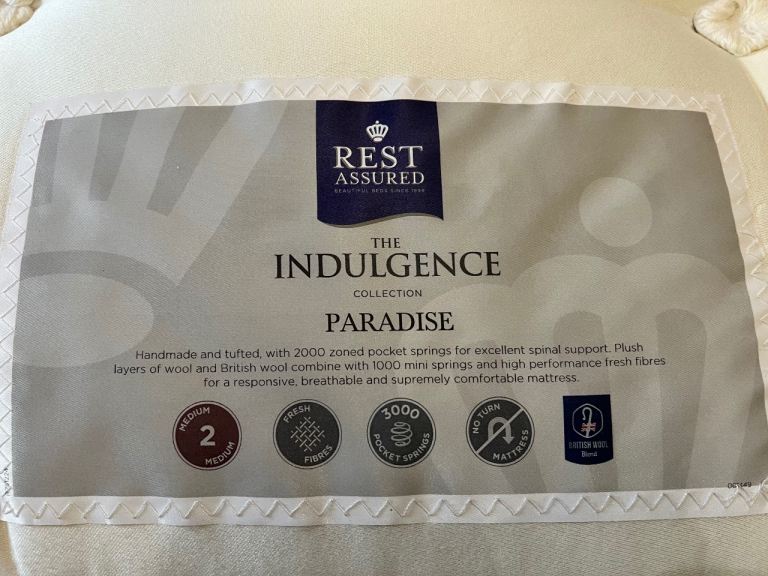 REST
ASSURED
BEAUTIFUL BEDS SINCE 1898
THE
INDULGENCE
COLLECTION
PARADISE
Handmade and tufted, with 2000 zoned pocket springs for excellent spinal support. Plush
layers of wool and British wool combine with 1000 mini springs and high performance fresh fibres
for a responsive, breathable and supremely comfortable mattress.
MEDIUM
2
MEDIUM
FRESH
FIBRES
3000
POCKET SPRINGS
NO TURN
MATTRESS
BRITISH WOOL
Blend